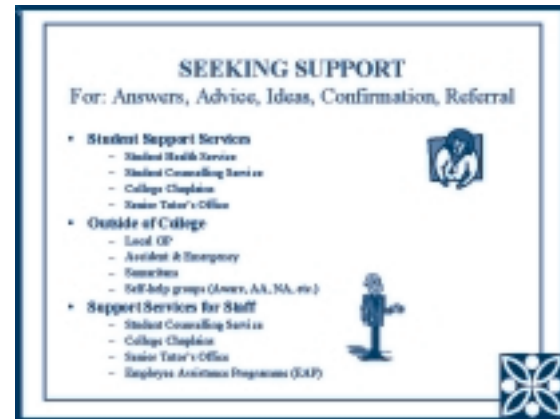 SEEKING SUPPORT
For: Answers, Advice, Ideas, Confirmation, Referral
• Student Support Services
– Student Health Service
– Student Counselling Service
– College Chaplains
– Senior Tutor's Office
• Outside of College
– Local GP
– Accident & Emergency
– Samaritans
– Self-help groups (Aware, AA, NA, etc.)
• Support Services for Staff
– Student Counselling Service
– College Chaplains
– Senior Tutor's Office
– Employee Assistance Programme (EAP)